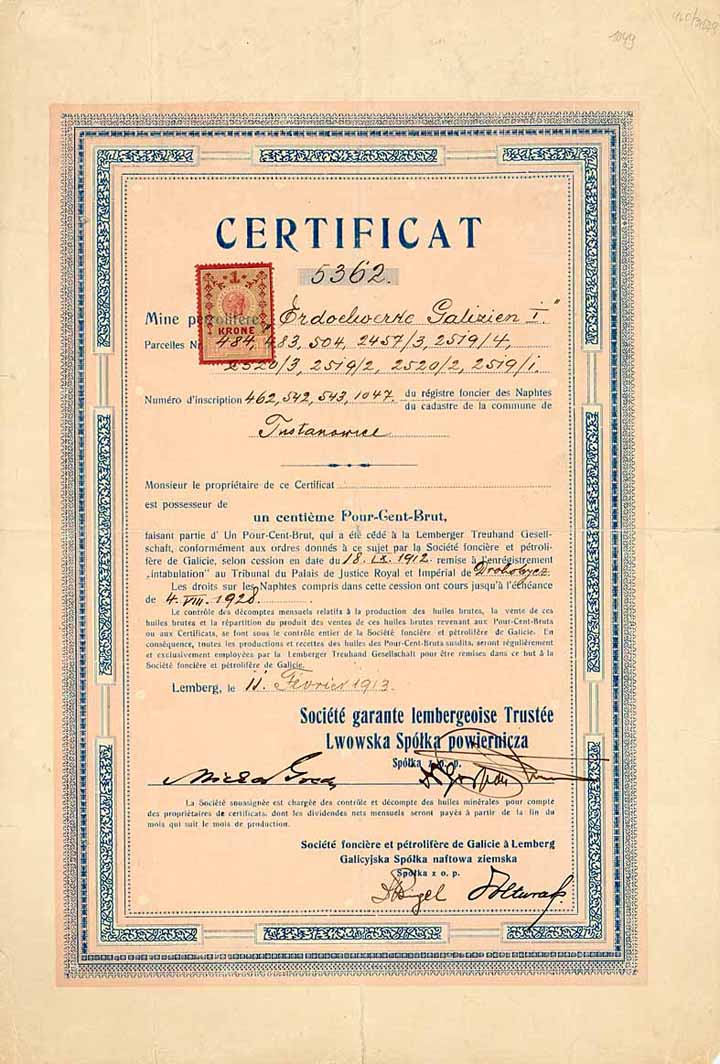 1049
CERTIFICAT
5362.
1
KRONE
Mine pétrolifère „Erdoelwerke Galizien I.“
Parcelles Nr. 484, 483, 504, 2457/3, 2519/4,
2520/3, 2519/2, 2520/2, 2519/1.
Numéro d'inscription 462, 542, 543, 1047. du régistre foncier des Naphtes
du cadastre de la commune de
Tustanowice
Monsieur le propriétaire de ce Certificat
est possesseur de
un centième Pour-Cent-Brut,
faisant partie d' Un Pour-Cent-Brut, qui a été cédé à la Lemberger Treuhand Gesell-
schaft, conformément aux ordres donnés à ce sujet par la Société foncière et pétroli-
fère de Galicie, selon cession en date du 18. IX. 1912 remise à l'enrégistrement
„intabulation" au Tribunal du Palais de Justice Royal et Impérial de Drohobycz
Les droits sur les Naphtes compris dans cette cession ont cours jusqu'à l'échéance
de 4. VIII. 1928.
Le contrôle des décomptes mensuels relatifs à la production des huiles brutes, la vente de ces
huiles brutes et la répartition du produit des ventes de ces huiles brutes revenant aux Pour-Cent-Bruts
ou aux Certificats, se font sous le contrôle entier de la Société foncière et pétrolifère de Galicie. En
conséquence, toutes les productions et recettes des huiles des Pour-Cent-Bruts susdits, seront régulièrement
et exclusivement employées par la Lemberger Treuhand Gesellschaft pour être remises dans ce but à la
Société foncière et pétrolifère de Galicie.
Lemberg, le 11. Février 1913.
Société garante lembergeoise Trustée
Lwowska Spółka powiernicza
Spółka z o. p.
La Société soussignée est chargée des contrôle et décompte des huiles minérales pour compte
des propriétaires de certificats, dont les dividendes nets mensuels seront payés à partir de la fin du
mois qui suit le mois de production.
Société foncière et pétrolifère de Galicie à Lemberg
Galicyjska Spółka naftowa ziemska
Spółka z o. p.